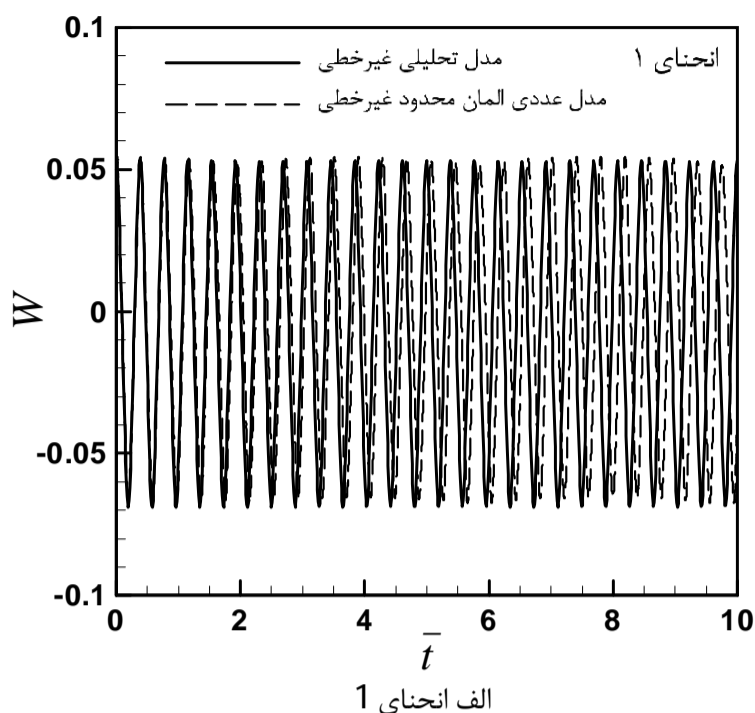 0.1
انحنای ۱
مدل تحلیلی غیرخطی
مدل عددی المان محدود غیرخطی
0.05
W
0
-0.05
-0.1
0 2 4 6 8 10
t̄
الف انحنای 1